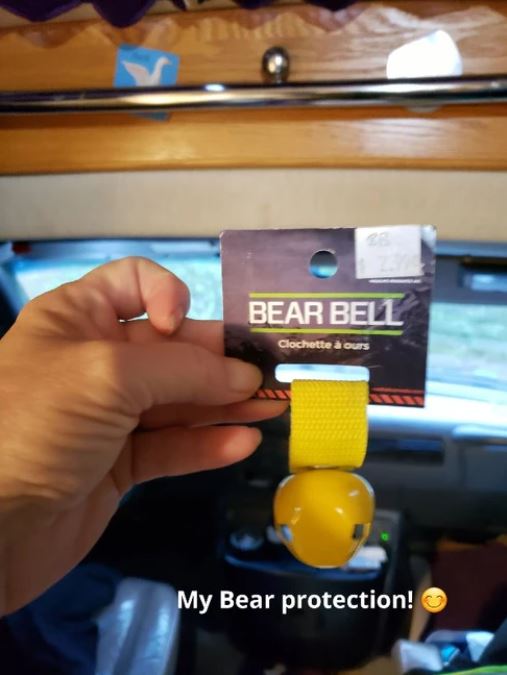 BEAR BELL
Clochette à ours
My Bear protection! 😊